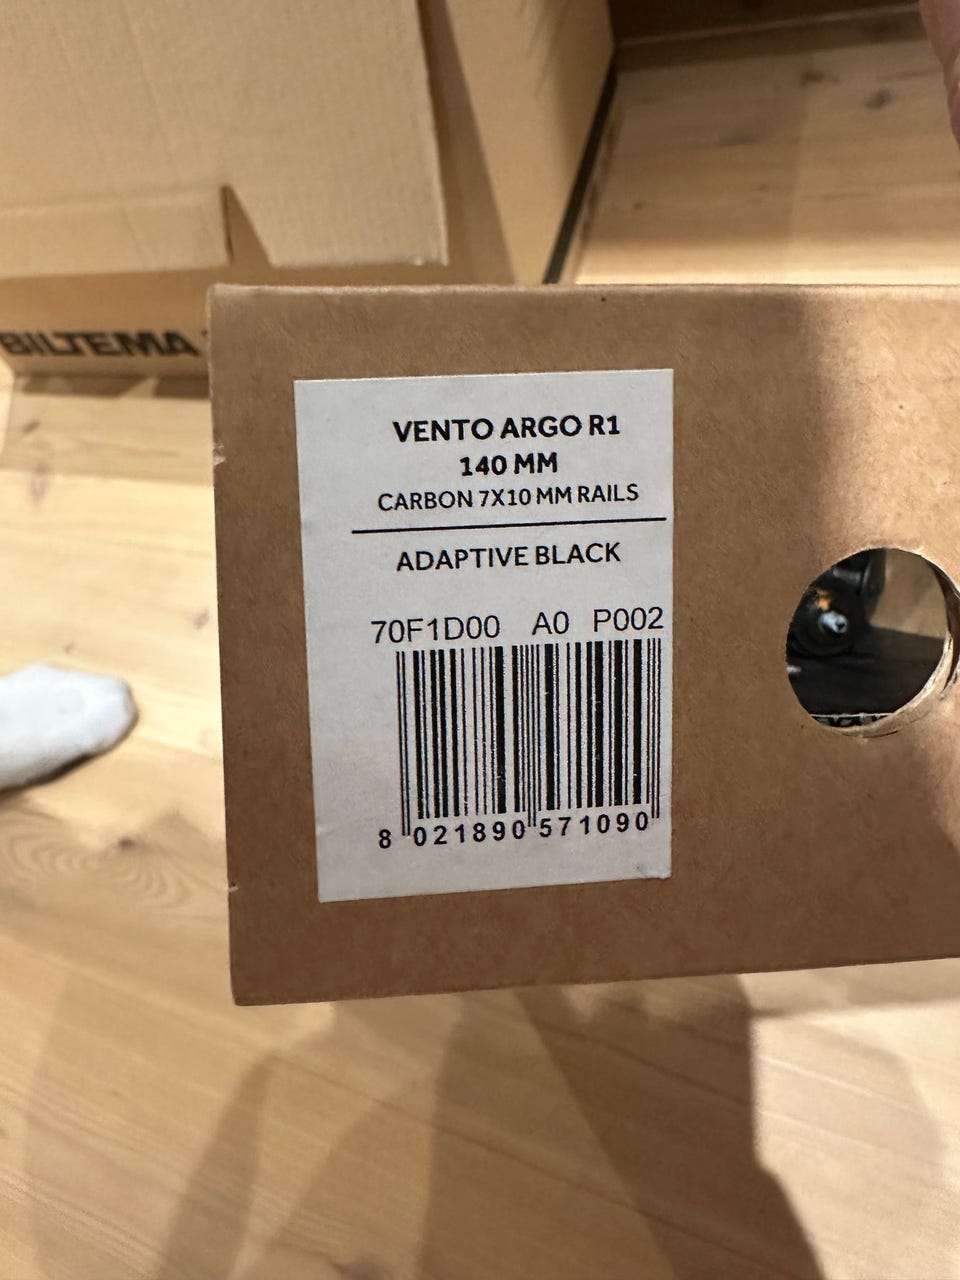 BILTEMA
VENTO ARGO R1
140 MM
CARBON 7X10 MM RAILS
ADAPTIVE BLACK
70F1D00 A0 P002
8 021890 571090